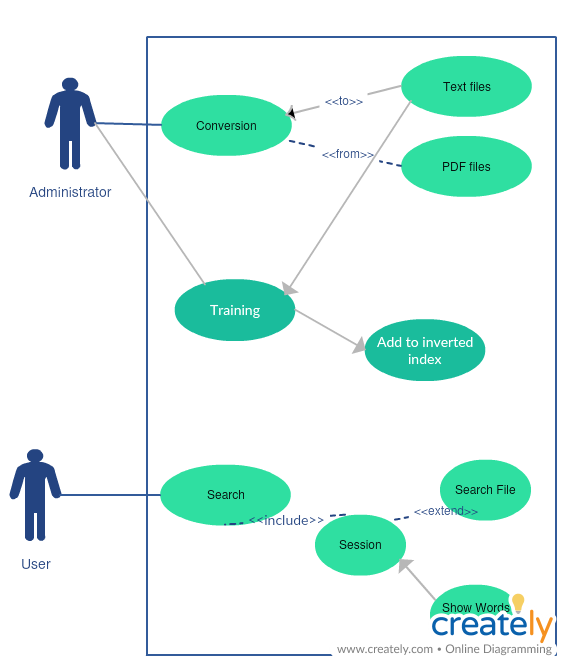 Text files
<<to>>
Conversion
<<from>>
PDF files
Administrator
Training
Add to inverted
index
Search
Search File
<<include>>
<<extend>>
Session
User
Show Words
creately
www.creately.com • Online Diagramming